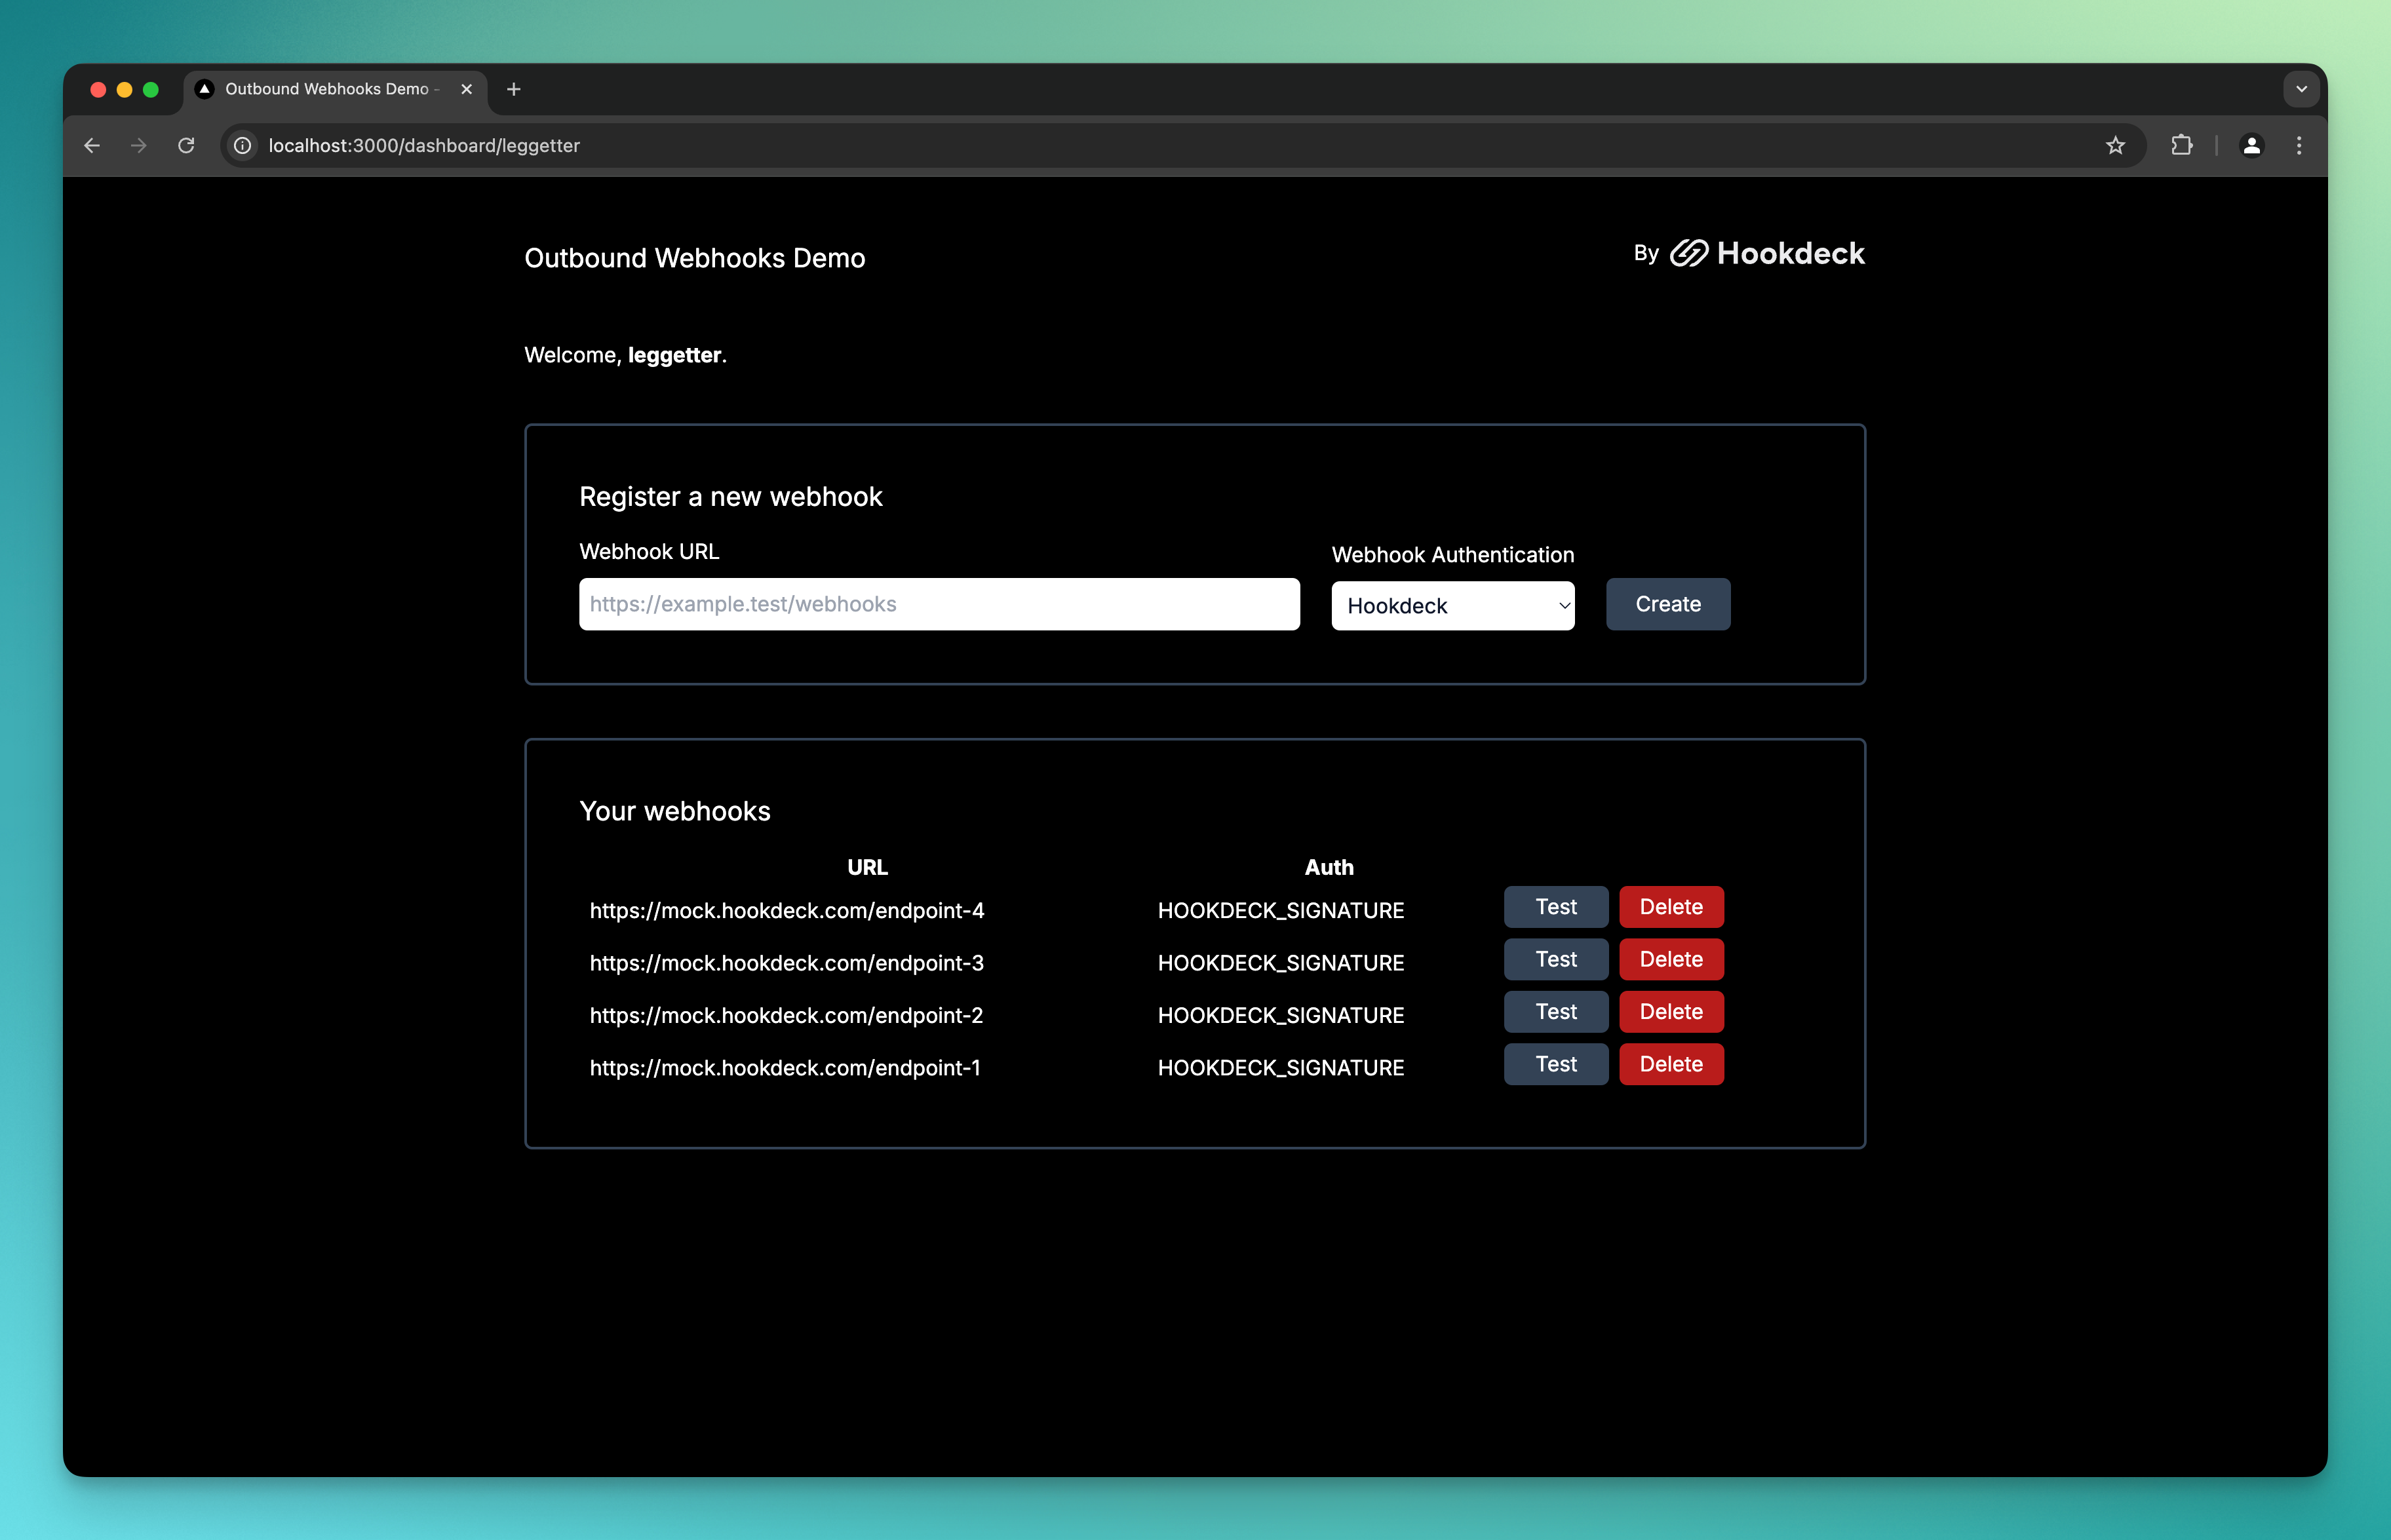 Outbound Webhooks Demo -
localhost:3000/dashboard/leggetter
Outbound Webhooks Demo
By Hookdeck
Welcome, leggetter.
Register a new webhook
Webhook URL
Webhook Authentication
https://example.test/webhooks
Hookdeck
Create
Your webhooks
URL Auth
https://mock.hookdeck.com/endpoint-4 HOOKDECK_SIGNATURE Test Delete
https://mock.hookdeck.com/endpoint-3 HOOKDECK_SIGNATURE Test Delete
https://mock.hookdeck.com/endpoint-2 HOOKDECK_SIGNATURE Test Delete
https://mock.hookdeck.com/endpoint-1 HOOKDECK_SIGNATURE Test Delete